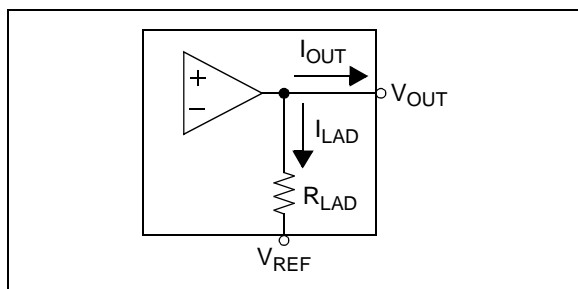 I_OUT
+
−
V_OUT
I_LAD
R_LAD
V_REF